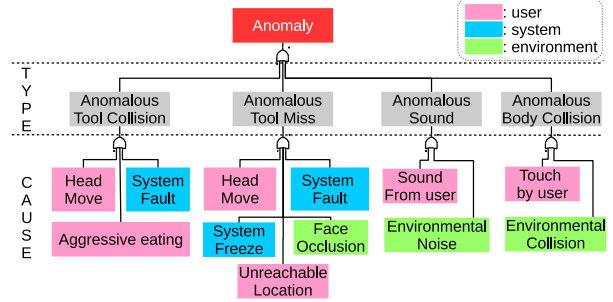 Anomaly
: user
: system
: environment
TYPE
Anomalous
Tool Collision
Anomalous
Tool Miss
Anomalous
Sound
Anomalous
Body Collision
CAUSE
Head
Move
System
Fault
Aggressive eating
Head
Move
System
Fault
System
Freeze
Face
Occlusion
Unreachable
Location
Sound
From user
Environmental
Noise
Touch
by user
Environmental
Collision